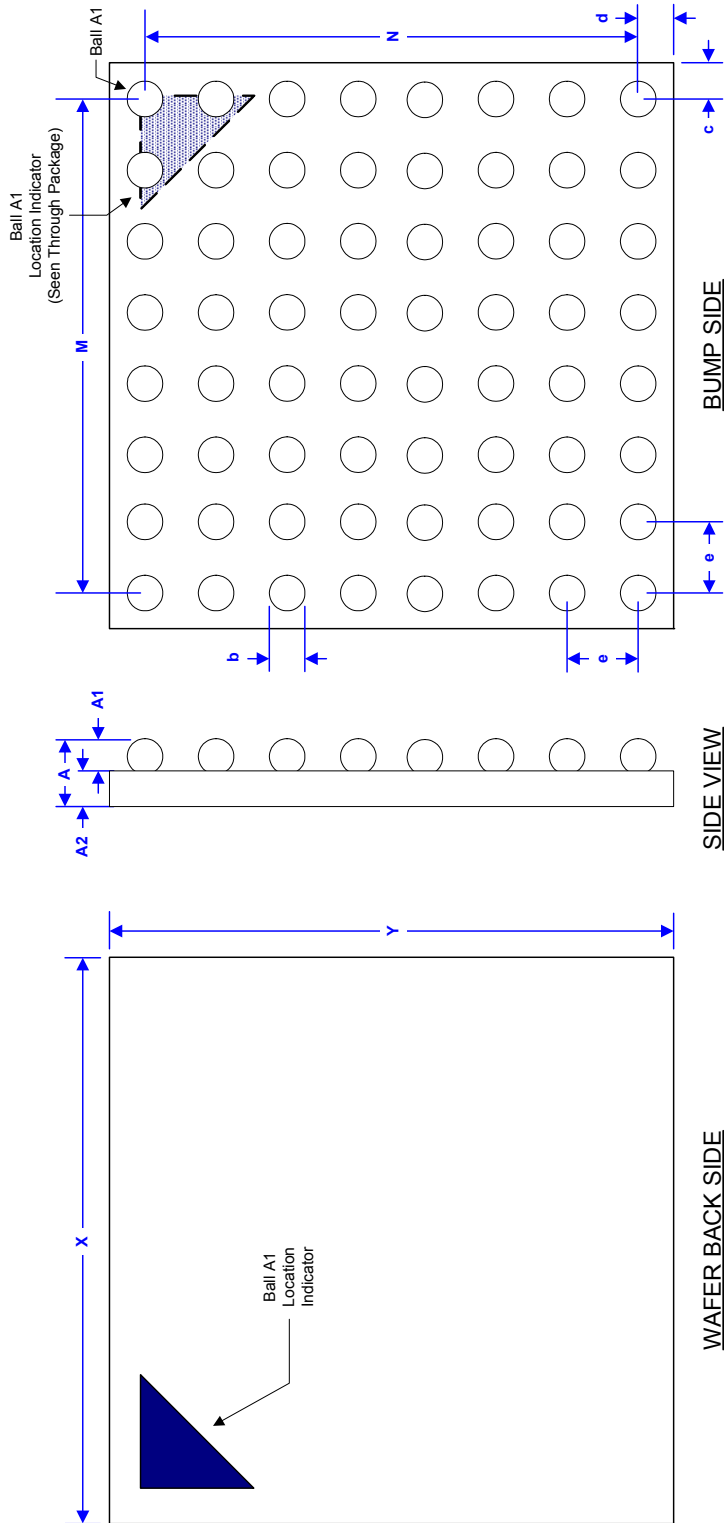 WAFER BACK SIDE
X
Y
Ball A1
Location
Indicator
SIDE VIEW
A2
A
A1
BUMP SIDE
M
N
Ball A1
Location Indicator
(Seen Through Package)
Ball A1
b
e
e
c
d